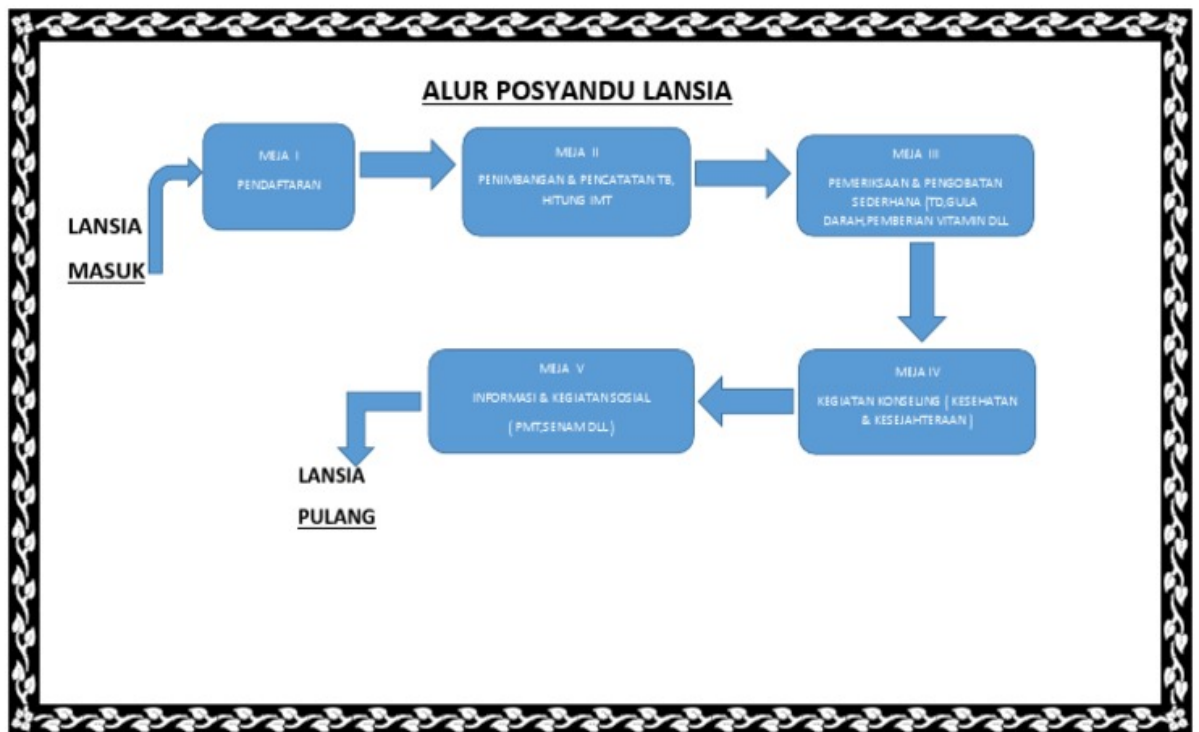 ALUR POSYANDU LANSIA
LANSIA
MASUK
MEJA I
PENDAFTARAN
MEJA II
PENIMBANGAN & PENCATATAN TB,
HITUNG IMT
MEJA III
PEMERIKSAAN & PENGOBATAN
SEDERHANA (TD,GULA
DARAH,PEMBERIAN VITAMIN DLL
MEJA IV
KEGIATAN KONSELING ( KESEHATAN
& KESEJAHTERAAN )
MEJA V
INFORMASI & KEGIATAN SOSIAL
( PMT,SENAM DLL )
LANSIA
PULANG